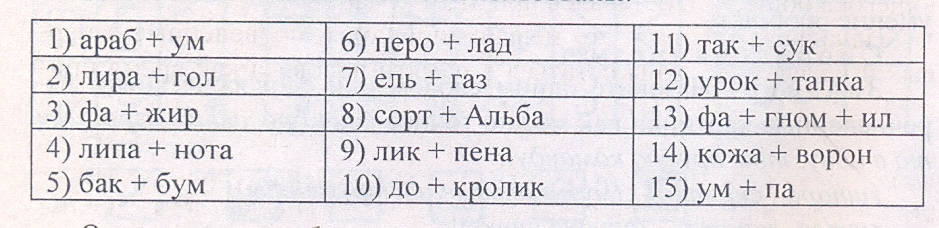 1) араб + ум
6) перо + лад
11) так + сук
2) лира + гол
7) ель + газ
12) урок + тапка
3) фа + жир
8) сорт + Альба
13) фа + гном + ил
4) липа + нота
9) лик + пена
14) кожа + ворон
5) бак + бум
10) до + кролик
15) ум + па